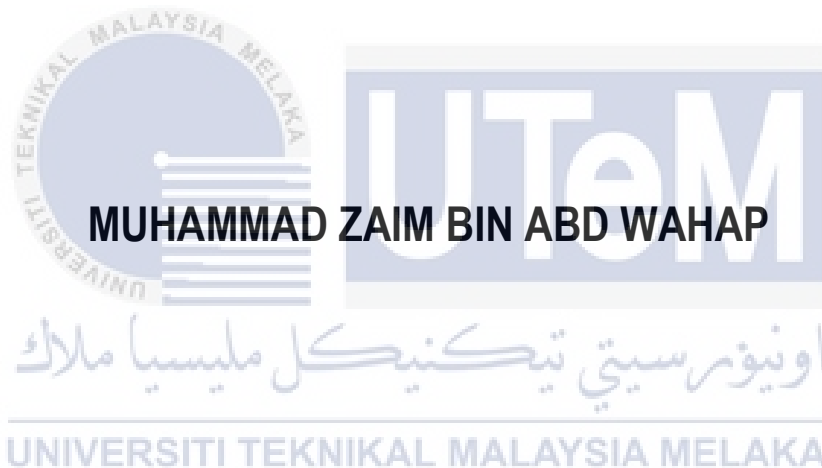 UNIVERSITI TEKNIKAL MALAYSIA MELAKA
UTeM
MUHAMMAD ZAIM BIN ABD WAHAP
اونيۏرسيتي تيكنيكل مليسيا ملاك
UNIVERSITI TEKNIKAL MALAYSIA MELAKA